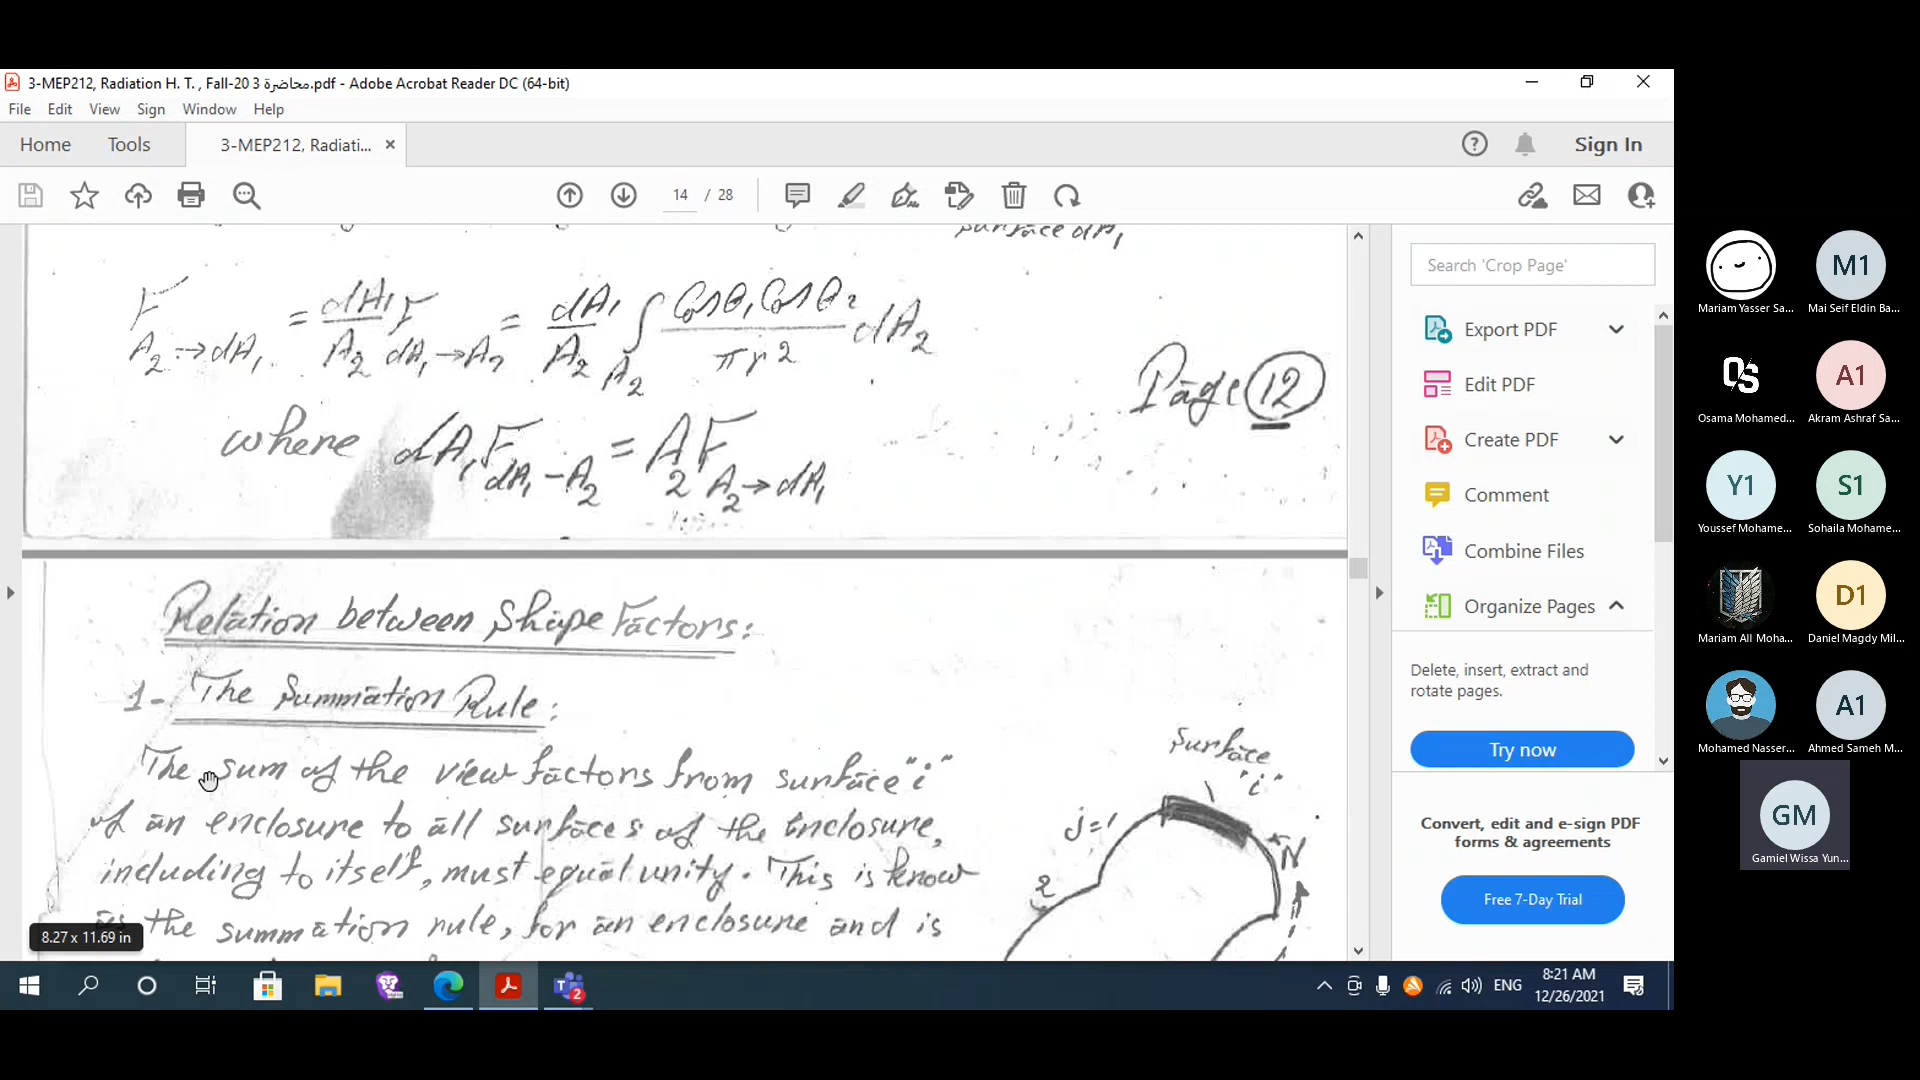 3-MEP212, Radiation H. T. , Fall-20 3 محاضرة.pdf - Adobe Acrobat Reader DC (64-bit)
File Edit View Sign Window Help
Home Tools 3-MEP212, Radiati... × Sign In
14 / 28
surface dA₁
F A₂→dA₁ = dA₁/A₂ F dA₁→A₂ = dA₁/A₂ ∫A₂ Cosθ₁ Cosθ₂ / πr² dA₂
Page 12
where dA₁ F dA₁-A₂ = A₂ F A₂→dA₁
Relation between Shape Factors:
1- The Summation Rule:
The sum of the view factors from surface "i"
of an enclosure to all surfaces of the Enclosure,
including to itself, must equal unity. This is know
as the summation rule, for an enclosure and is
surface
"i"
j=1
2
N
8.27 x 11.69 in
Search 'Crop Page'
Export PDF
Edit PDF
Create PDF
Comment
Combine Files
Organize Pages
Delete, insert, extract and
rotate pages.
Try now
Convert, edit and e-sign PDF
forms & agreements
Free 7-Day Trial
2
ENG
8:21 AM
12/26/2021
Mariam Yasser Sa...
M1
Mai Seif Eldin Ba...
OS
Osama Mohamed...
A1
Akram Ashraf Sa...
Y1
Youssef Mohame...
S1
Sohaila Mohame...
Mariam All Moha...
D1
Daniel Magdy Mil...
Mohamed Nasser...
A1
Ahmed Sameh M...
GM
Gamiel Wissa Yun...